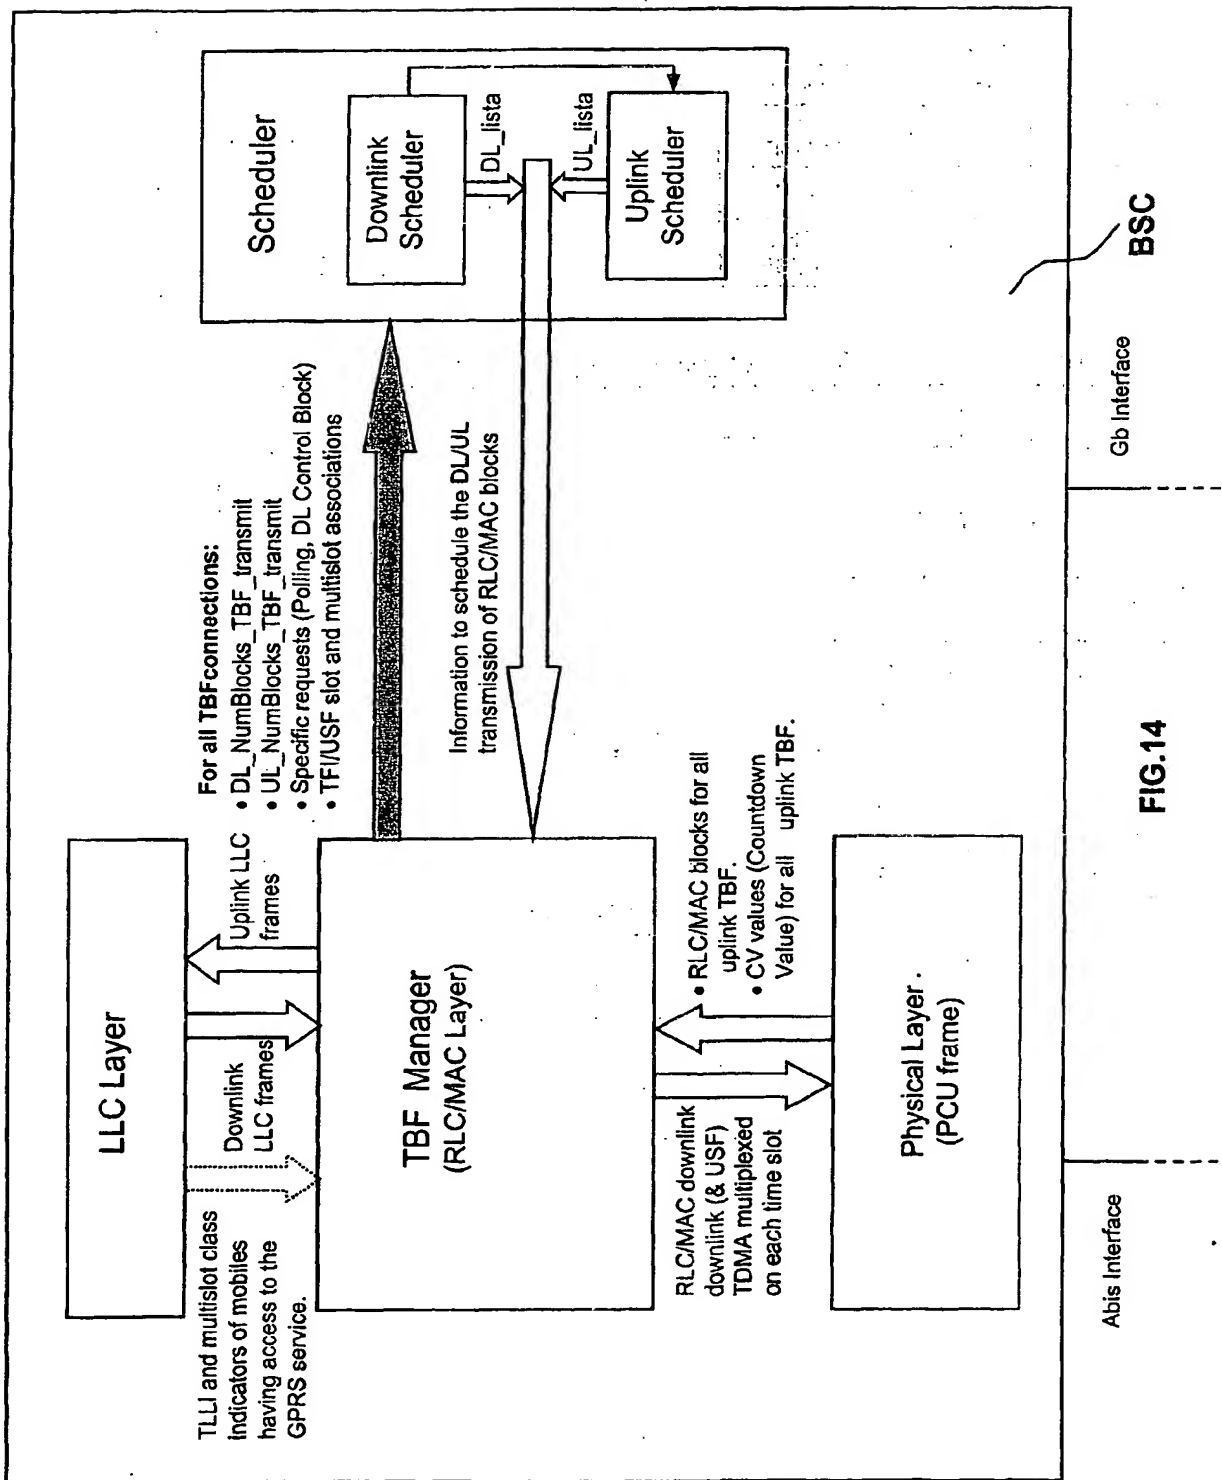 LLC Layer
TLLI and multislot class
indicators of mobiles
having access to the
GPRS service.
Downlink
LLC frames
Uplink LLC
frames
For all TBFconnections:
• DL_NumBlocks_TBF_transmit
• UL_NumBlocks_TBF_transmit
• Specific requests (Polling, DL Control Block)
• TFI/USF slot and multislot associations
Scheduler
Downlink
Scheduler
DL_lista
UL_lista
Uplink
Scheduler
TBF Manager
(RLC/MAC Layer)
Information to schedule the DL/UL
transmission of RLC/MAC blocks
RLC/MAC downlink
downlink (& USF)
TDMA multiplexed
on each time slot
• RLC/MAC blocks for all
uplink TBF.
• CV values (Countdown
Value) for all uplink TBF.
Physical Layer.
(PCU frame)
BSC
Abis Interface
Gb Interface
FIG.14